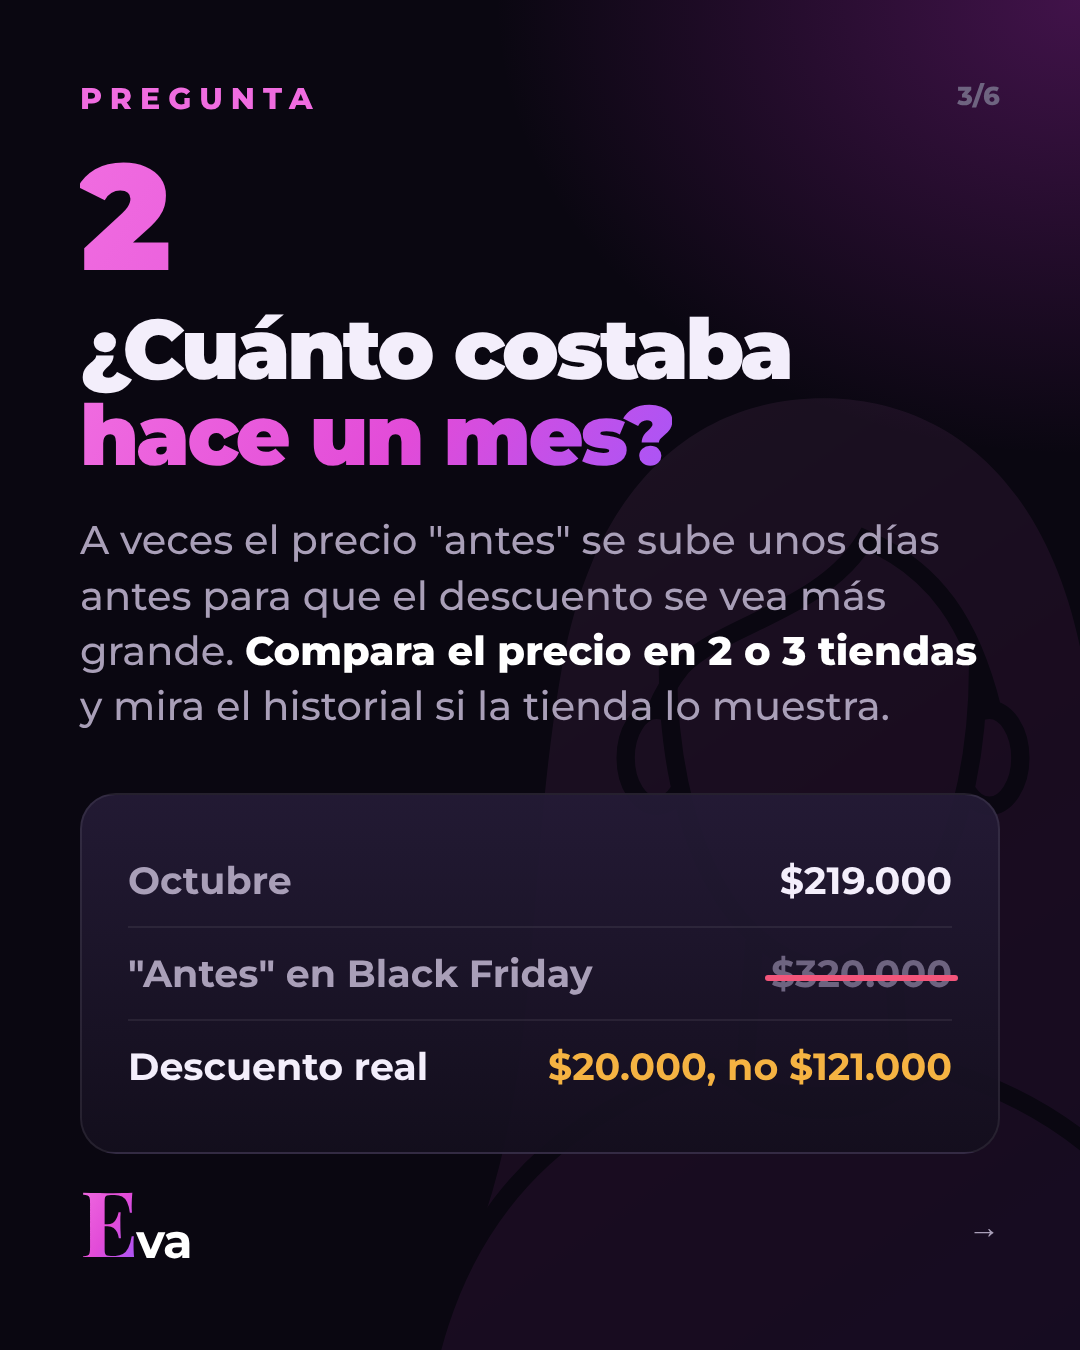 PREGUNTA
3/6
2
¿Cuánto costaba
hace un mes?
A veces el precio "antes" se sube unos días
antes para que el descuento se vea más
grande. Compara el precio en 2 o 3 tiendas
y mira el historial si la tienda lo muestra.
Octubre $219.000
"Antes" en Black Friday $320.000
Descuento real $20.000, no $121.000
Eva
→